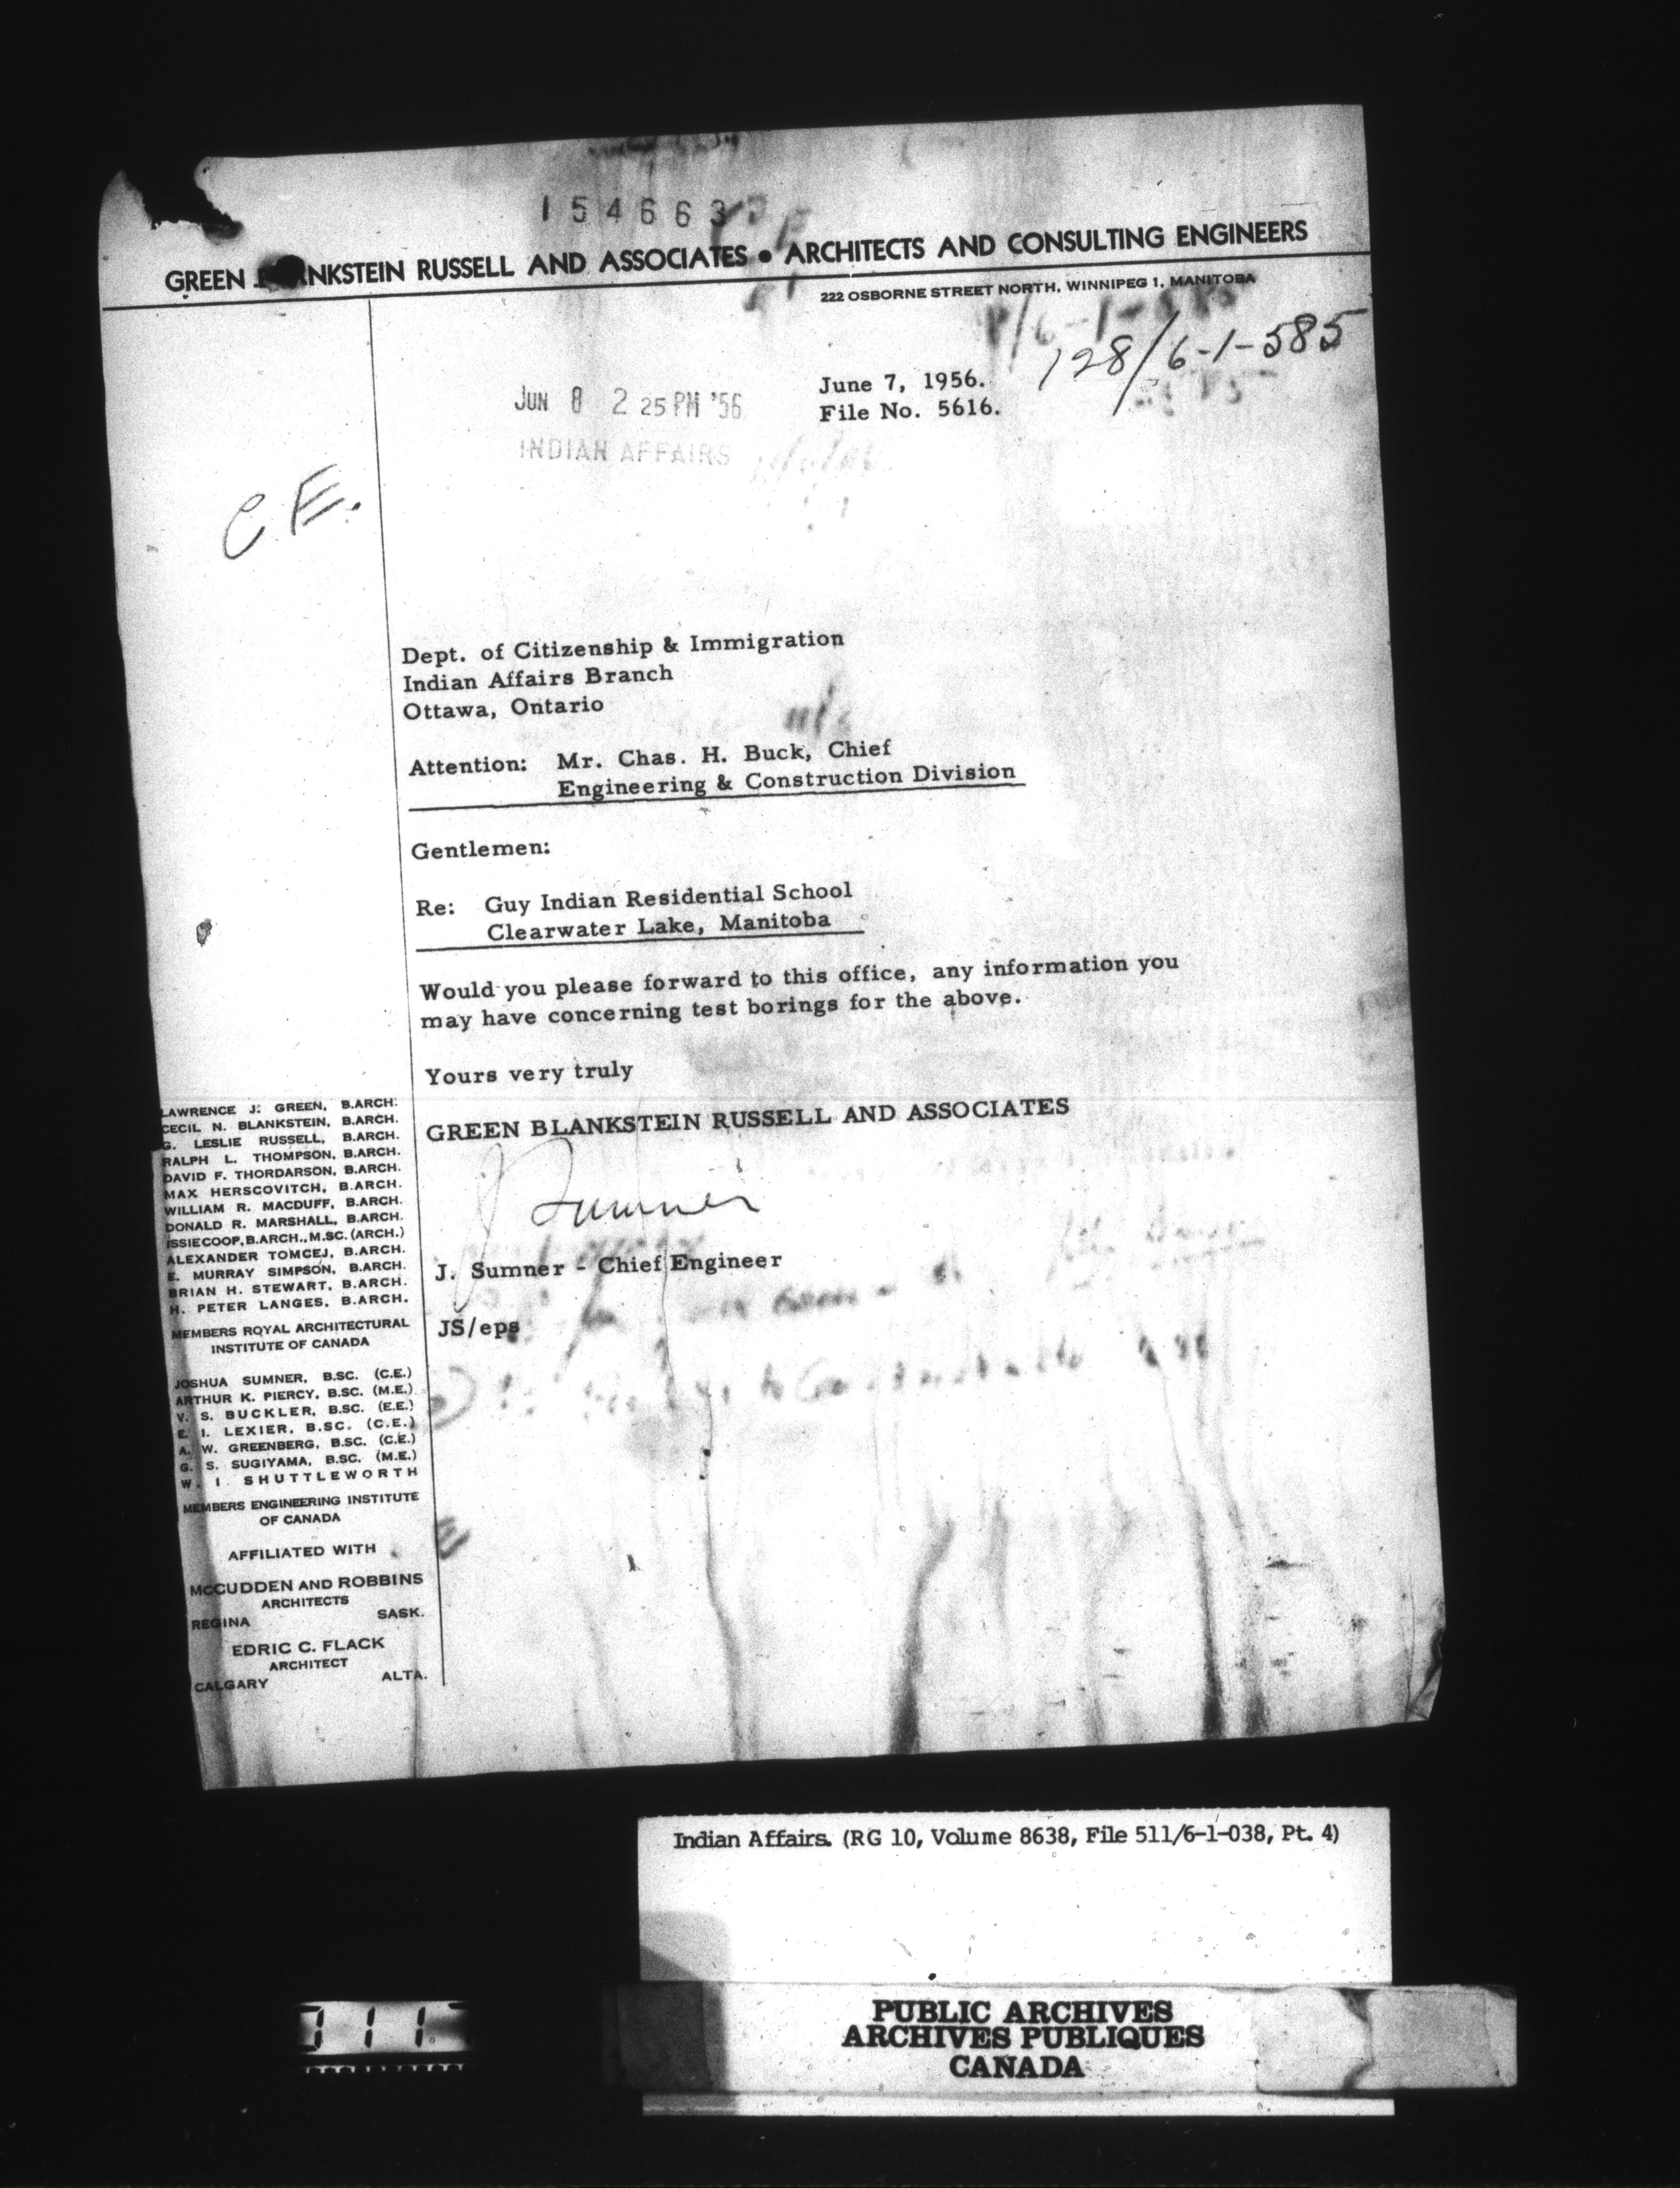 154663
GREEN BLANKSTEIN RUSSELL AND ASSOCIATES • ARCHITECTS AND CONSULTING ENGINEERS
222 OSBORNE STREET NORTH, WINNIPEG 1, MANITOBA
128/6-1-585
June 7, 1956.
File No. 5616.
JUN 8 2 25 PM '56
INDIAN AFFAIRS
C.E.
Dept. of Citizenship & Immigration
Indian Affairs Branch
Ottawa, Ontario
Attention: Mr. Chas. H. Buck, Chief
Engineering & Construction Division
Gentlemen:
Re: Guy Indian Residential School
Clearwater Lake, Manitoba
Would you please forward to this office, any information you
may have concerning test borings for the above.
Yours very truly
GREEN BLANKSTEIN RUSSELL AND ASSOCIATES
J Sumner
J. Sumner - Chief Engineer
JS/eps
LAWRENCE J. GREEN, B.ARCH.
CECIL N. BLANKSTEIN, B.ARCH.
G. LESLIE RUSSELL, B.ARCH.
RALPH L. THOMPSON, B.ARCH.
DAVID F. THORDARSON, B.ARCH.
MAX HERSCOVITCH, B.ARCH.
WILLIAM R. MACDUFF, B.ARCH.
DONALD R. MARSHALL, B.ARCH.
ISSIE COOP, B.ARCH., M.SC. (ARCH.)
ALEXANDER TOMCEJ, B.ARCH.
E. MURRAY SIMPSON, B.ARCH.
BRIAN H. STEWART, B.ARCH.
H. PETER LANGES, B.ARCH.
MEMBERS ROYAL ARCHITECTURAL
INSTITUTE OF CANADA
JOSHUA SUMNER, B.SC. (C.E.)
ARTHUR K. PIERCY, B.SC. (M.E.)
V. S. BUCKLER, B.SC. (E.E.)
E. I. LEXIER, B.SC. (C.E.)
A. W. GREENBERG, B.SC. (C.E.)
G. S. SUGIYAMA, B.SC. (M.E.)
W. I. SHUTTLEWORTH
MEMBERS ENGINEERING INSTITUTE
OF CANADA
AFFILIATED WITH
MCCUDDEN AND ROBBINS
ARCHITECTS
REGINA SASK.
EDRIC C. FLACK
ARCHITECT
CALGARY ALTA.
Indian Affairs. (RG 10, Volume 8638, File 511/6-1-038, Pt. 4)
PUBLIC ARCHIVES
ARCHIVES PUBLIQUES
CANADA